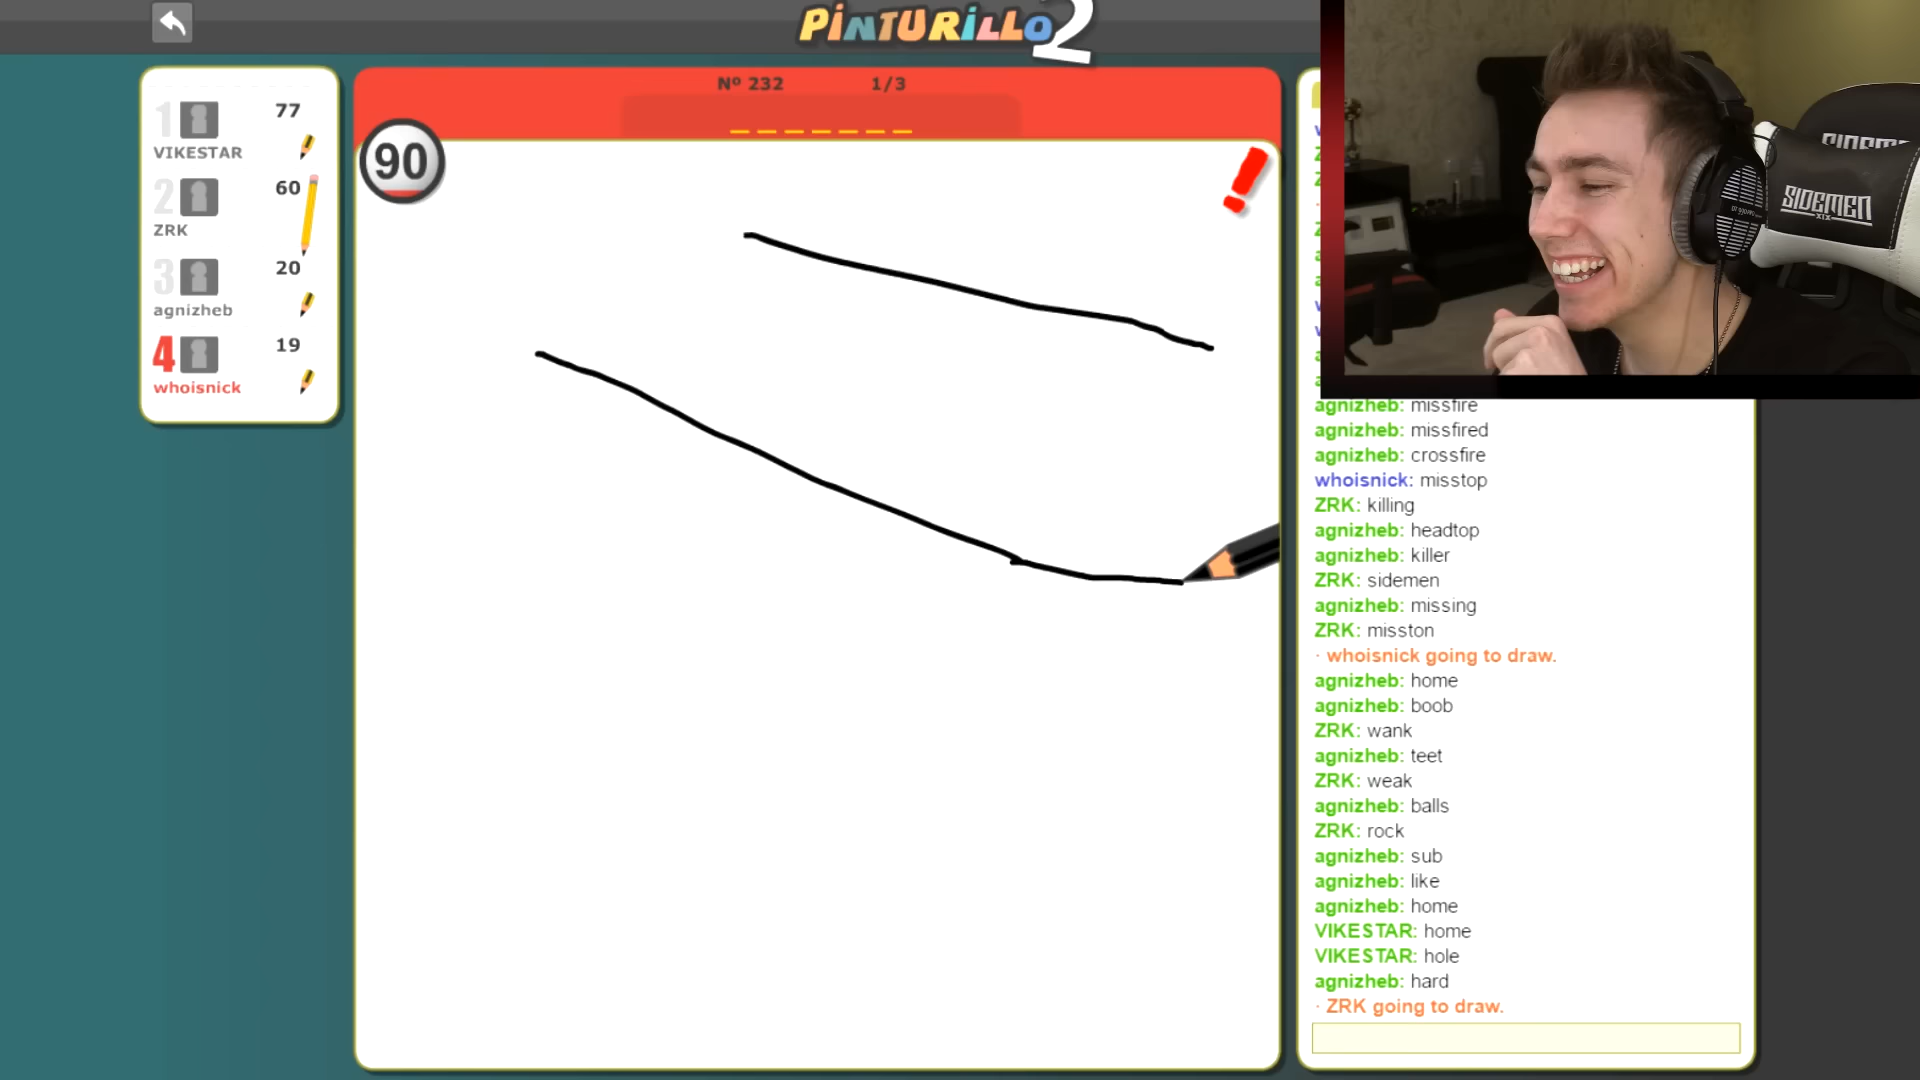 PINTURILLO 2
Nº 232 1/3
_ _ _ _ _ _ _
90
1 77
VIKESTAR
2 60
ZRK
3 20
agnizheb
4 19
whoisnick
SIDEMEN
SIDEMEN
XIX
agnizheb: missfire
agnizheb: missfired
agnizheb: crossfire
whoisnick: misstop
ZRK: killing
agnizheb: headtop
agnizheb: killer
ZRK: sidemen
agnizheb: missing
ZRK: misston
· whoisnick going to draw.
agnizheb: home
agnizheb: boob
ZRK: wank
agnizheb: teet
ZRK: weak
agnizheb: balls
ZRK: rock
agnizheb: sub
agnizheb: like
agnizheb: home
VIKESTAR: home
VIKESTAR: hole
agnizheb: hard
· ZRK going to draw.